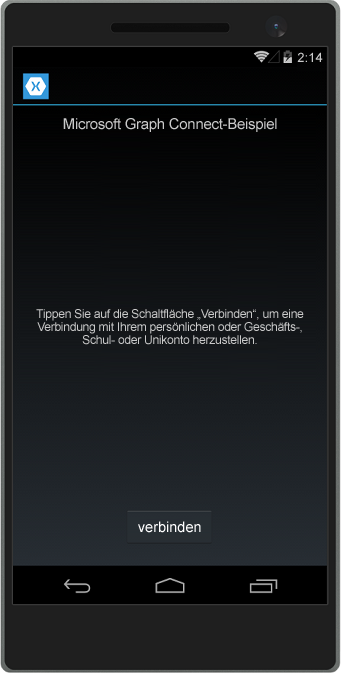 2:14
Microsoft Graph Connect-Beispiel
Tippen Sie auf die Schaltfläche „Verbinden“, um eine
Verbindung mit Ihrem persönlichen oder Geschäfts-,
Schul- oder Unikonto herzustellen.
verbinden